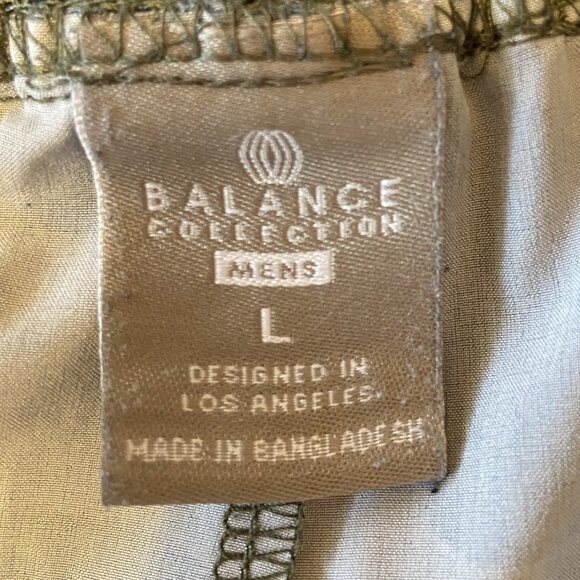 BALANCE
COLLECTION
MENS
L
DESIGNED IN
LOS ANGELES
MADE IN BANGLADESH